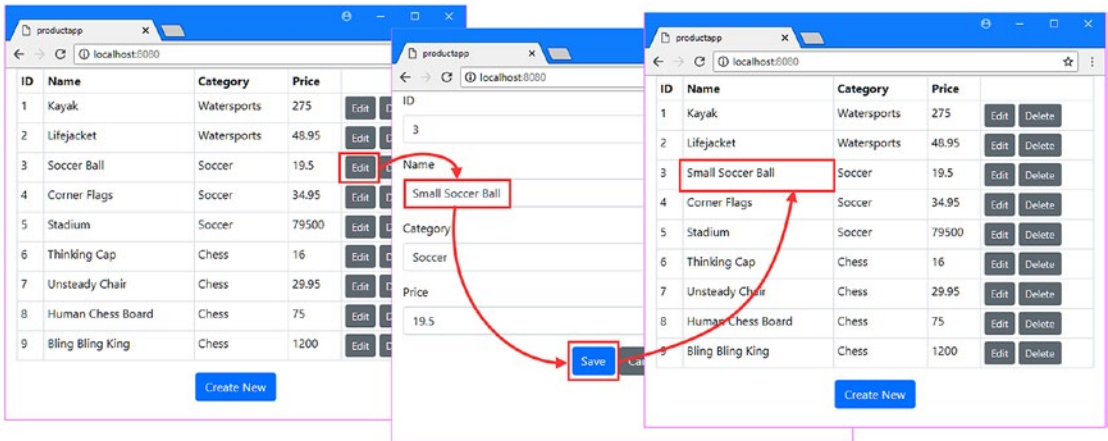 productapp
localhost:8080
ID Name Category Price
1 Kayak Watersports 275 Edit
2 Lifejacket Watersports 48.95 Edit
3 Soccer Ball Soccer 19.5 Edit
4 Corner Flags Soccer 34.95 Edit
5 Stadium Soccer 79500 Edit
6 Thinking Cap Chess 16 Edit
7 Unsteady Chair Chess 29.95 Edit
8 Human Chess Board Chess 75 Edit
9 Bling Bling King Chess 1200 Edit
Create New
productapp
localhost:8080
ID
3
Name
Small Soccer Ball
Category
Soccer
Price
19.5
Save
productapp
localhost:8080
ID Name Category Price
1 Kayak Watersports 275 Edit Delete
2 Lifejacket Watersports 48.95 Edit Delete
3 Small Soccer Ball Soccer 19.5 Edit Delete
4 Corner Flags Soccer 34.95 Edit Delete
5 Stadium Soccer 79500 Edit Delete
6 Thinking Cap Chess 16 Edit Delete
7 Unsteady Chair Chess 29.95 Edit Delete
8 Human Chess Board Chess 75 Edit Delete
9 Bling Bling King Chess 1200 Edit Delete
Create New